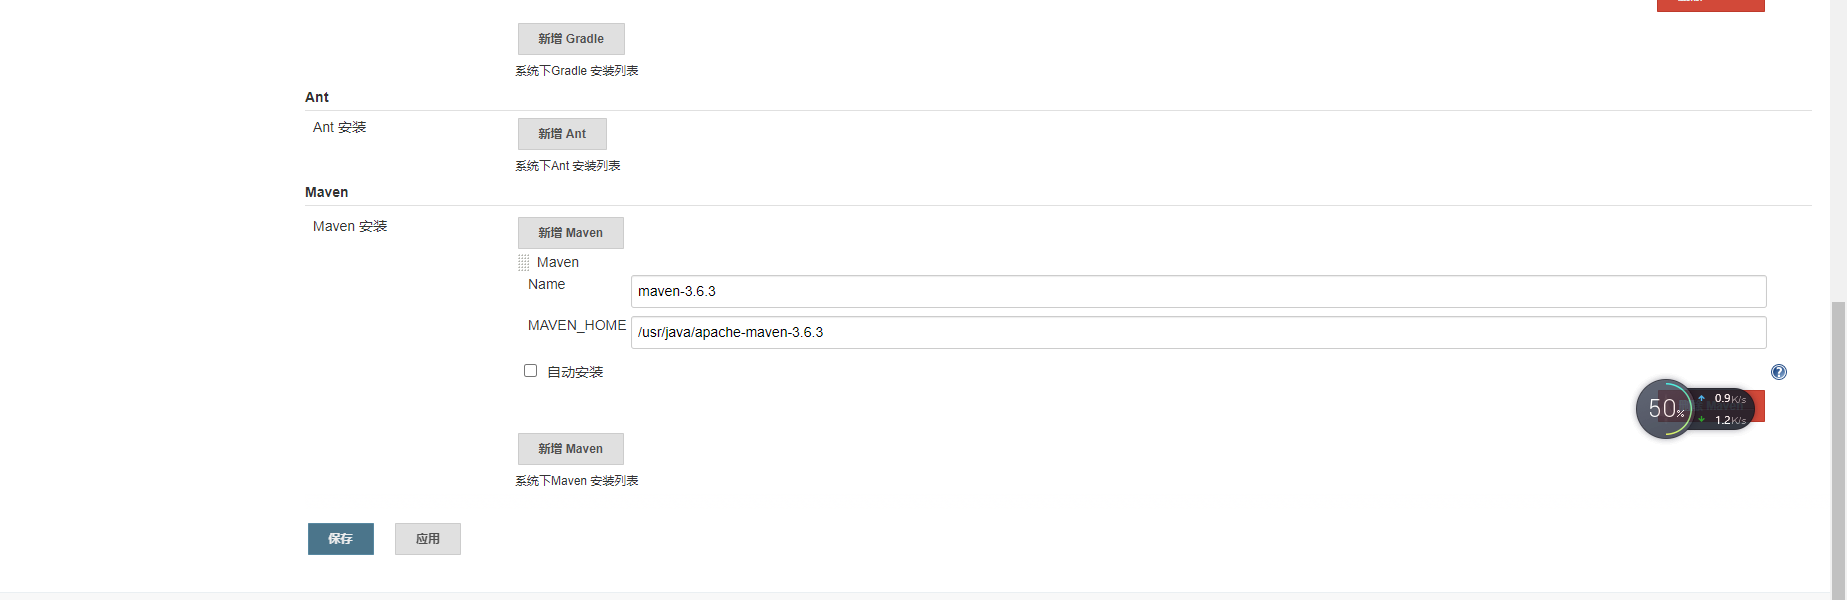 新增 Gradle
系统下Gradle 安装列表
Ant
Ant 安装
新增 Ant
系统下Ant 安装列表
Maven
Maven 安装
新增 Maven
Maven
Name
maven-3.6.3
MAVEN_HOME
/usr/java/apache-maven-3.6.3
自动安装
50%
0.9K/s
1.2K/s
新增 Maven
系统下Maven 安装列表
保存
应用